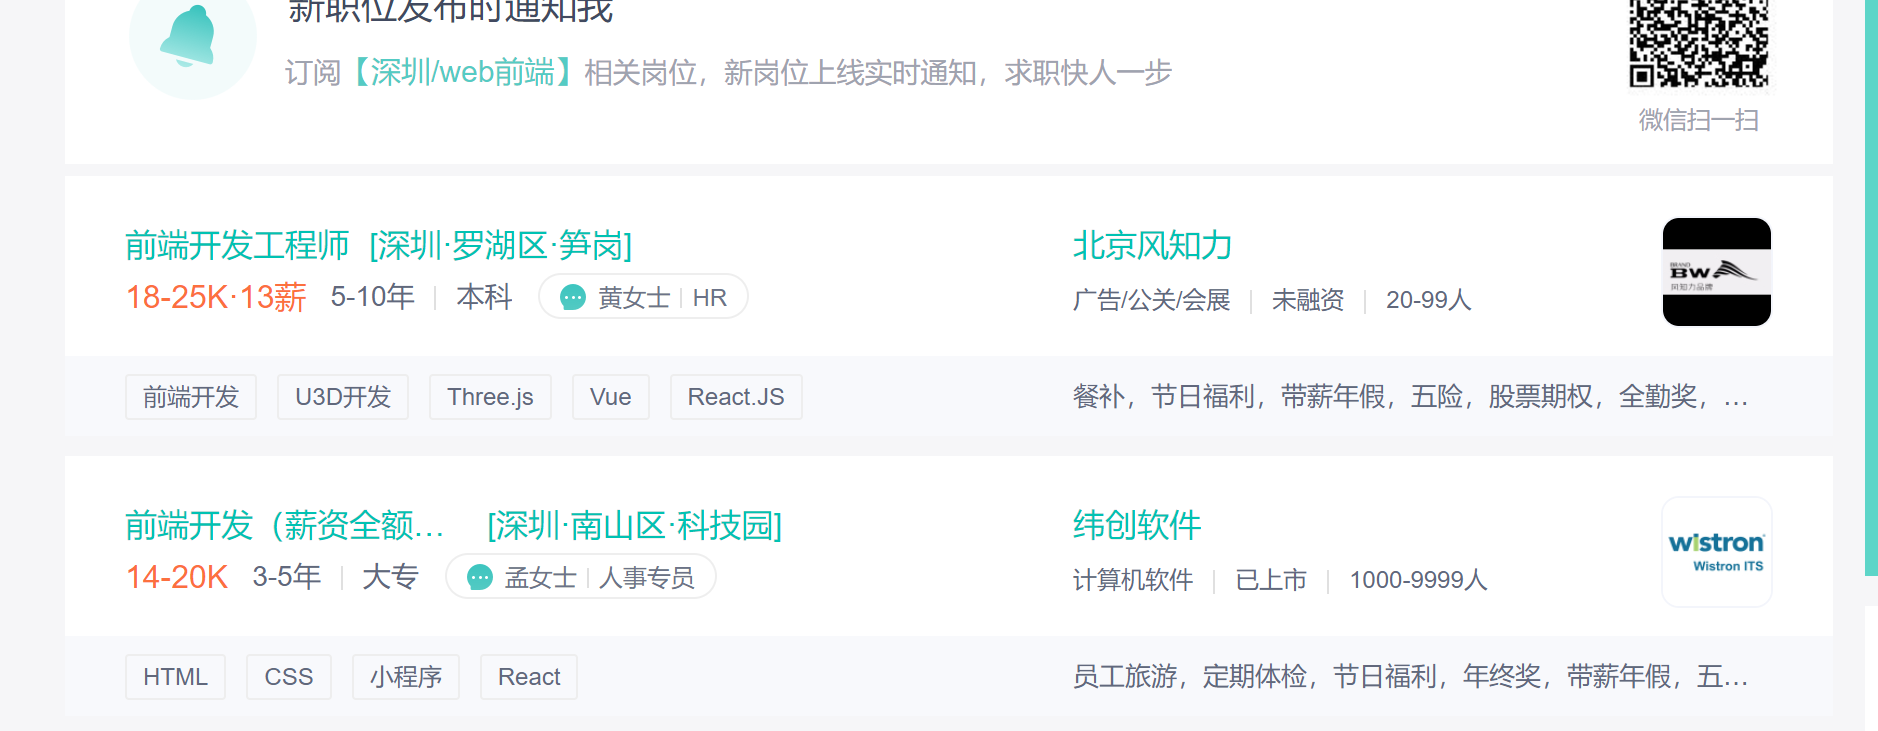 新职位发布时通知我
订阅【深圳/web前端】相关岗位，新岗位上线实时通知，求职快人一步
微信扫一扫
前端开发工程师 [深圳·罗湖区·笋岗]
18-25K·13薪 5-10年 本科 黄女士 HR
北京风知力
广告/公关/会展 未融资 20-99人
BRAND
BW
风知力品牌
前端开发 U3D开发 Three.js Vue React.JS
餐补，节日福利，带薪年假，五险，股票期权，全勤奖，...
前端开发（薪资全额... [深圳·南山区·科技园]
14-20K 3-5年 大专 孟女士 人事专员
纬创软件
计算机软件 已上市 1000-9999人
wistron
Wistron ITS
HTML CSS 小程序 React
员工旅游，定期体检，节日福利，年终奖，带薪年假，五...